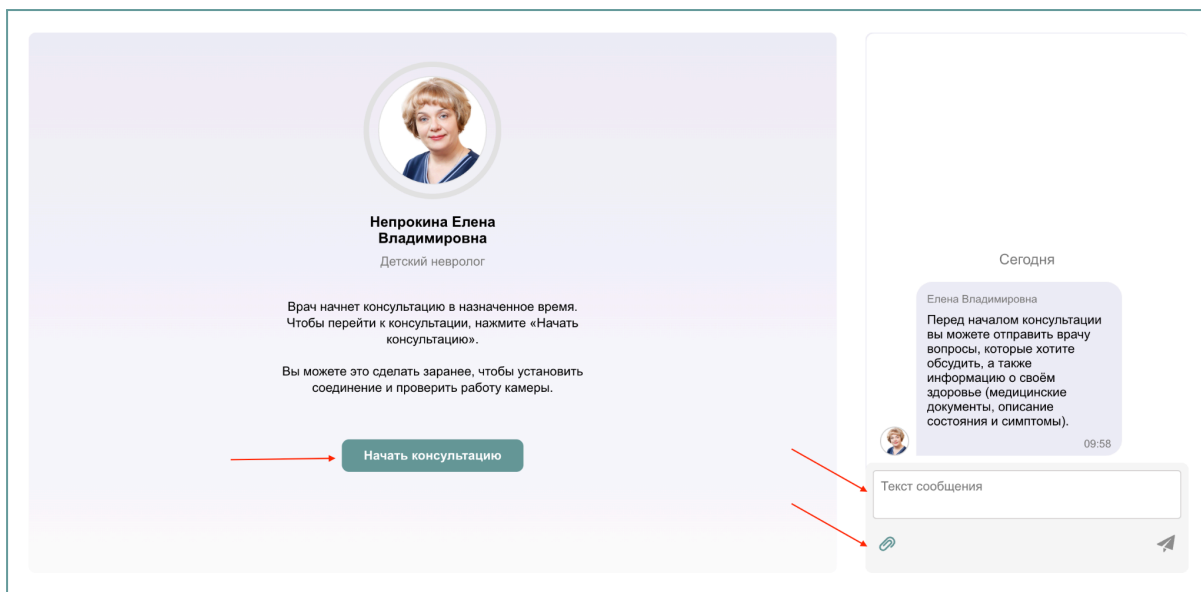 Непрокина Елена
Владимировна
Детский невролог
Врач начнет консультацию в назначенное время.
Чтобы перейти к консультации, нажмите «Начать
консультацию».
Вы можете это сделать заранее, чтобы установить
соединение и проверить работу камеры.
Начать консультацию
Сегодня
Елена Владимировна
Перед началом консультации
вы можете отправить врачу
вопросы, которые хотите
обсудить, а также
информацию о своём
здоровье (медицинские
документы, описание
состояния и симптомы).
09:58
Текст сообщения